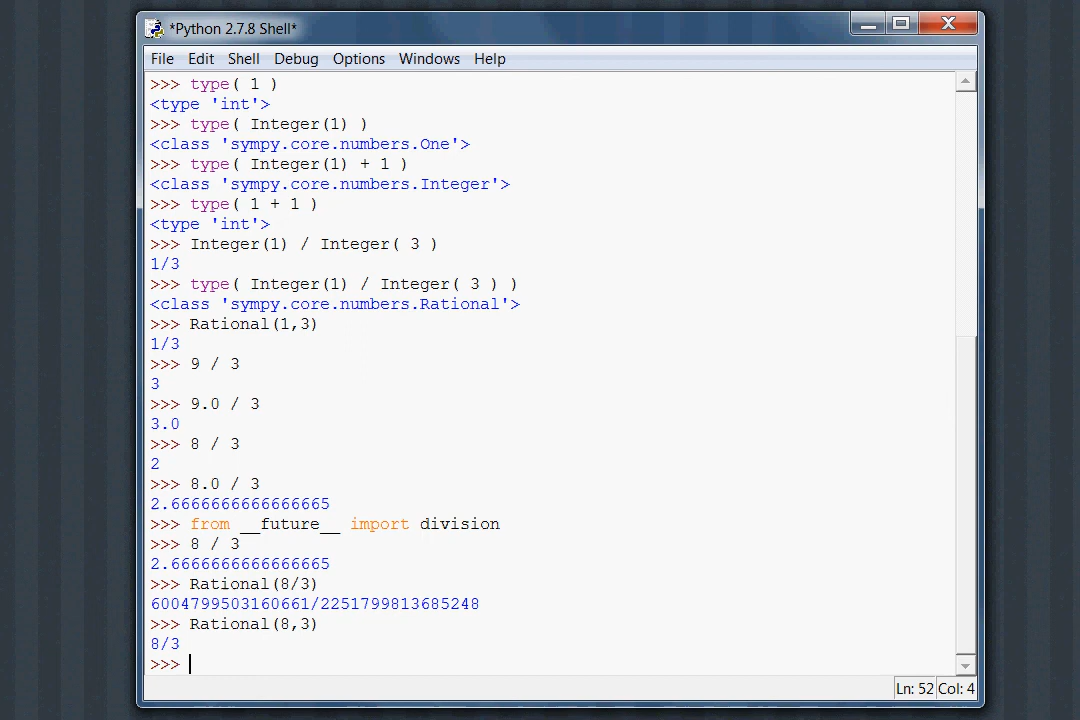 *Python 2.7.8 Shell*
File Edit Shell Debug Options Windows Help
>>> type( 1 )
<type 'int'>
>>> type( Integer(1) )
<class 'sympy.core.numbers.One'>
>>> type( Integer(1) + 1 )
<class 'sympy.core.numbers.Integer'>
>>> type( 1 + 1 )
<type 'int'>
>>> Integer(1) / Integer( 3 )
1/3
>>> type( Integer(1) / Integer( 3 ) )
<class 'sympy.core.numbers.Rational'>
>>> Rational(1,3)
1/3
>>> 9 / 3
3
>>> 9.0 / 3
3.0
>>> 8 / 3
2
>>> 8.0 / 3
2.6666666666666665
>>> from __future__ import division
>>> 8 / 3
2.6666666666666665
>>> Rational(8/3)
6004799503160661/2251799813685248
>>> Rational(8,3)
8/3
>>>
Ln: 52 Col: 4